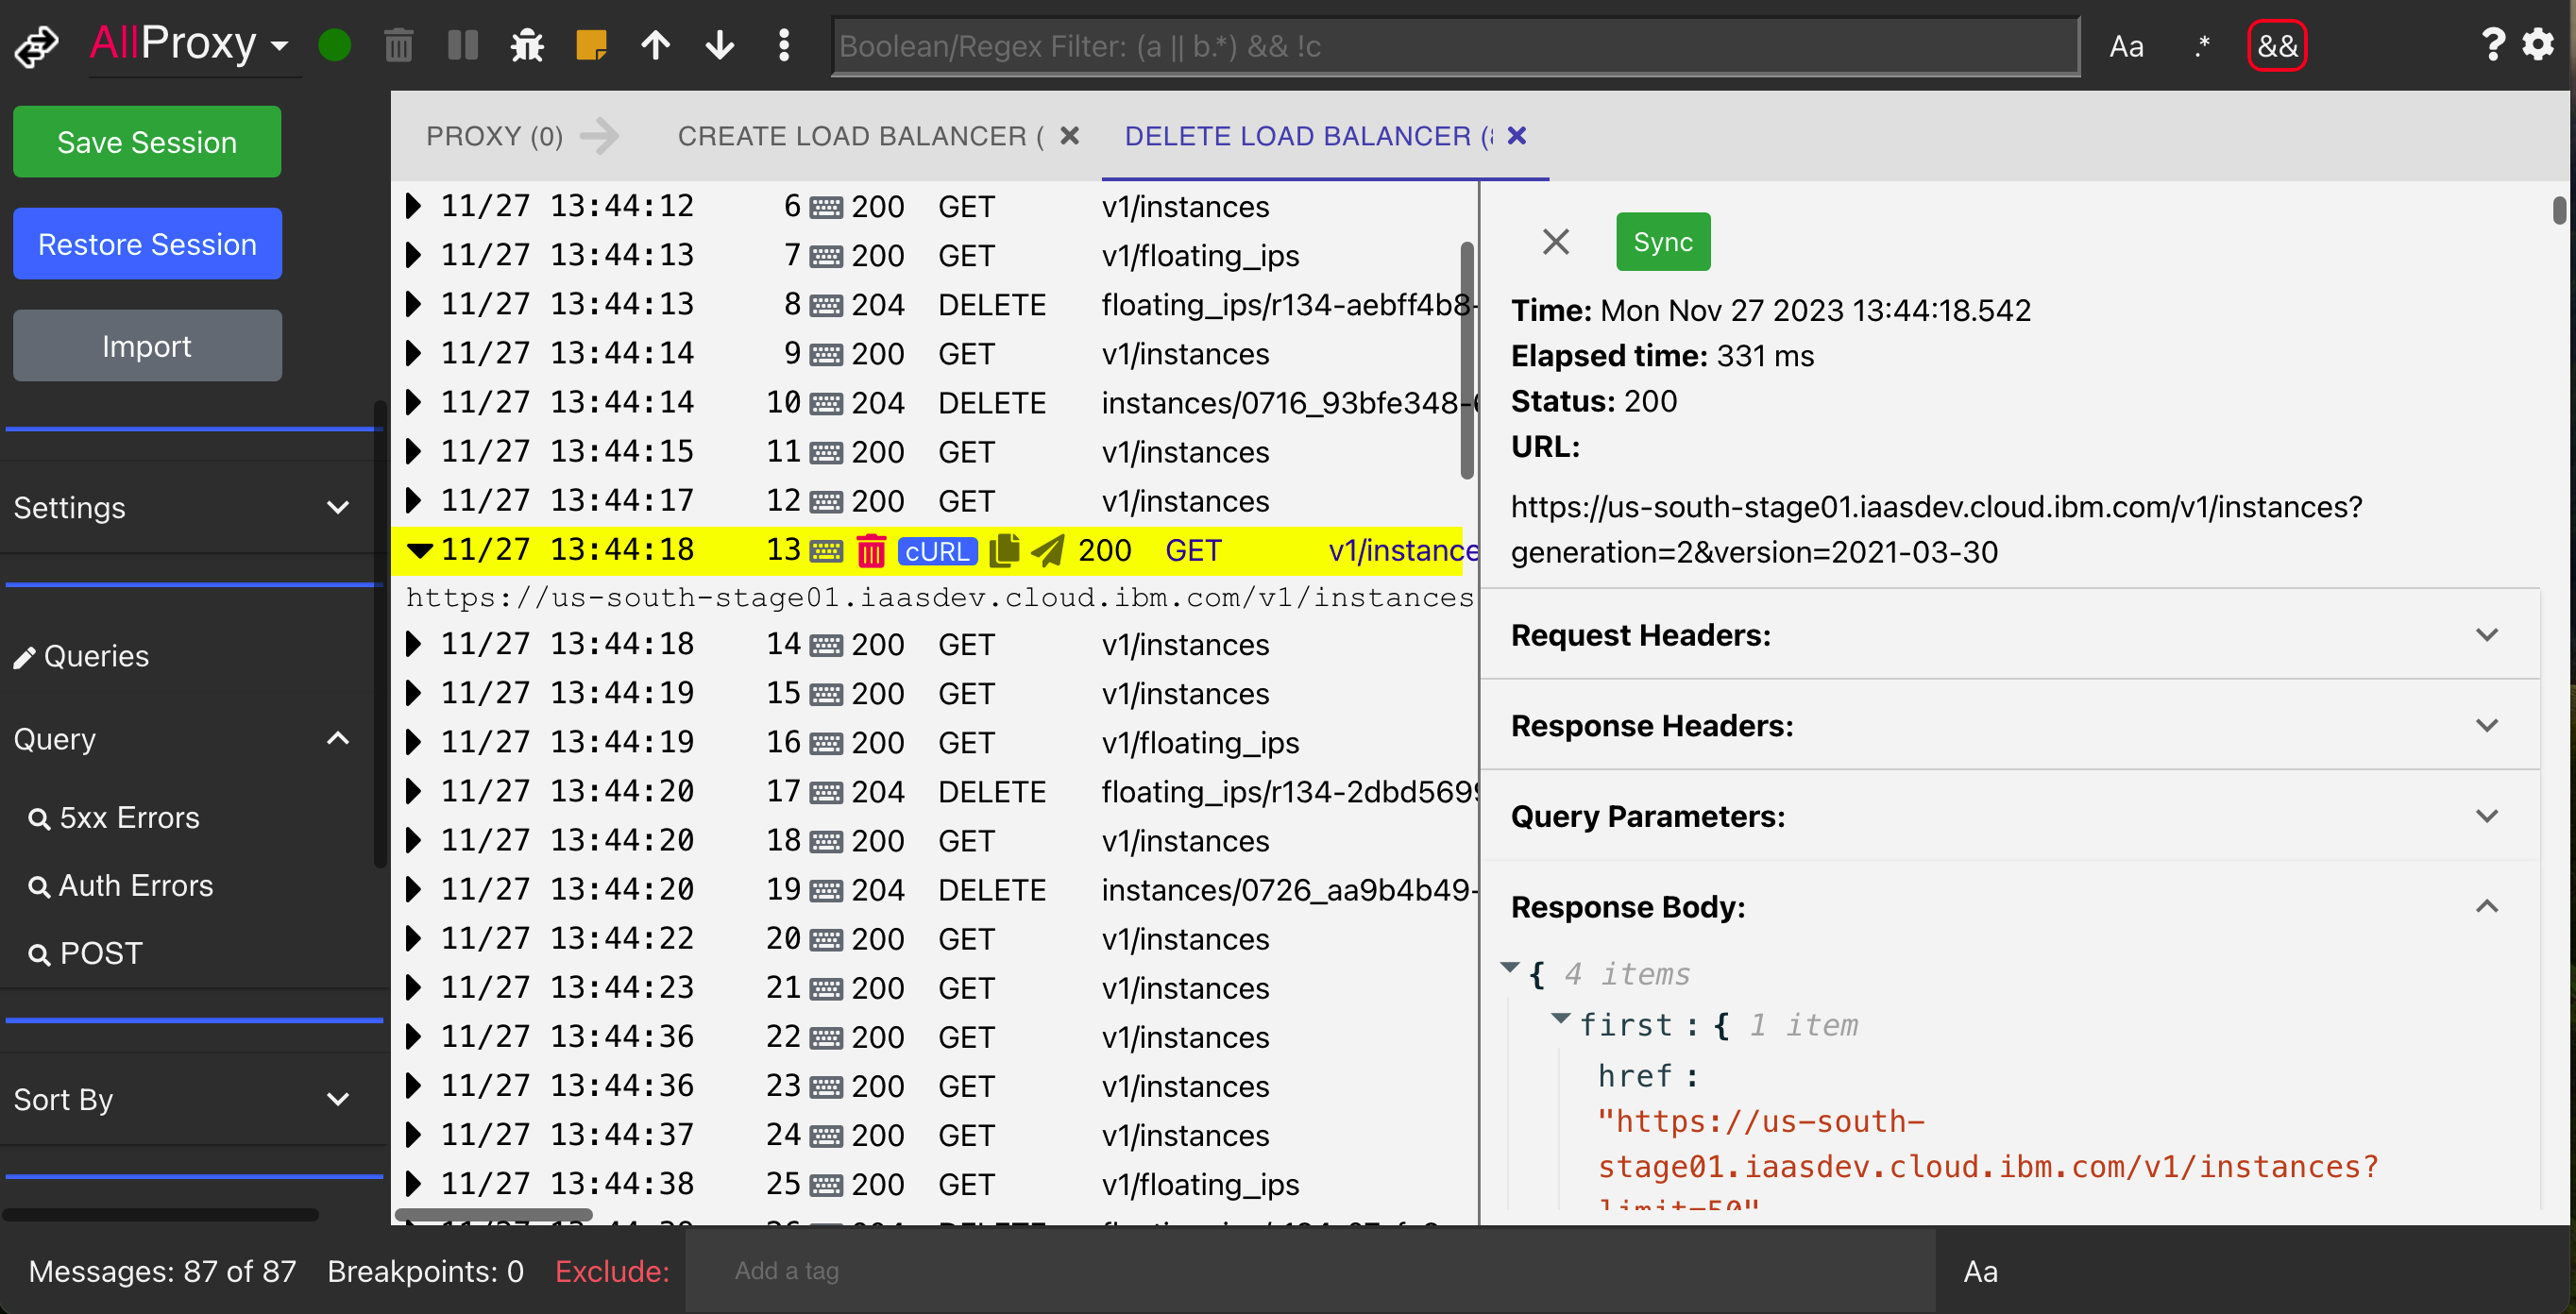 AllProxy
Boolean/Regex Filter: (a || b.*) && !c
Aa
.*
&&
?
Save Session
Restore Session
Import
Settings
Queries
Query
5xx Errors
Auth Errors
POST
Sort By
PROXY (0)
CREATE LOAD BALANCER (
DELETE LOAD BALANCER (
11/27 13:44:12 6 200 GET v1/instances
11/27 13:44:13 7 200 GET v1/floating_ips
11/27 13:44:13 8 204 DELETE floating_ips/r134-aebff4b8-
11/27 13:44:14 9 200 GET v1/instances
11/27 13:44:14 10 204 DELETE instances/0716_93bfe348-
11/27 13:44:15 11 200 GET v1/instances
11/27 13:44:17 12 200 GET v1/instances
11/27 13:44:18 13 cURL 200 GET v1/instance
https://us-south-stage01.iaasdev.cloud.ibm.com/v1/instances
11/27 13:44:18 14 200 GET v1/instances
11/27 13:44:19 15 200 GET v1/instances
11/27 13:44:19 16 200 GET v1/floating_ips
11/27 13:44:20 17 204 DELETE floating_ips/r134-2dbd569
11/27 13:44:20 18 200 GET v1/instances
11/27 13:44:20 19 204 DELETE instances/0726_aa9b4b49-
11/27 13:44:22 20 200 GET v1/instances
11/27 13:44:23 21 200 GET v1/instances
11/27 13:44:36 22 200 GET v1/instances
11/27 13:44:36 23 200 GET v1/instances
11/27 13:44:37 24 200 GET v1/instances
11/27 13:44:38 25 200 GET v1/floating_ips
Sync
Time: Mon Nov 27 2023 13:44:18.542
Elapsed time: 331 ms
Status: 200
URL:
https://us-south-stage01.iaasdev.cloud.ibm.com/v1/instances?
generation=2&version=2021-03-30
Request Headers:
Response Headers:
Query Parameters:
Response Body:
{ 4 items
first : { 1 item
href :
"https://us-south-
stage01.iaasdev.cloud.ibm.com/v1/instances?
limit=50"
Messages: 87 of 87
Breakpoints: 0
Exclude:
Add a tag
Aa